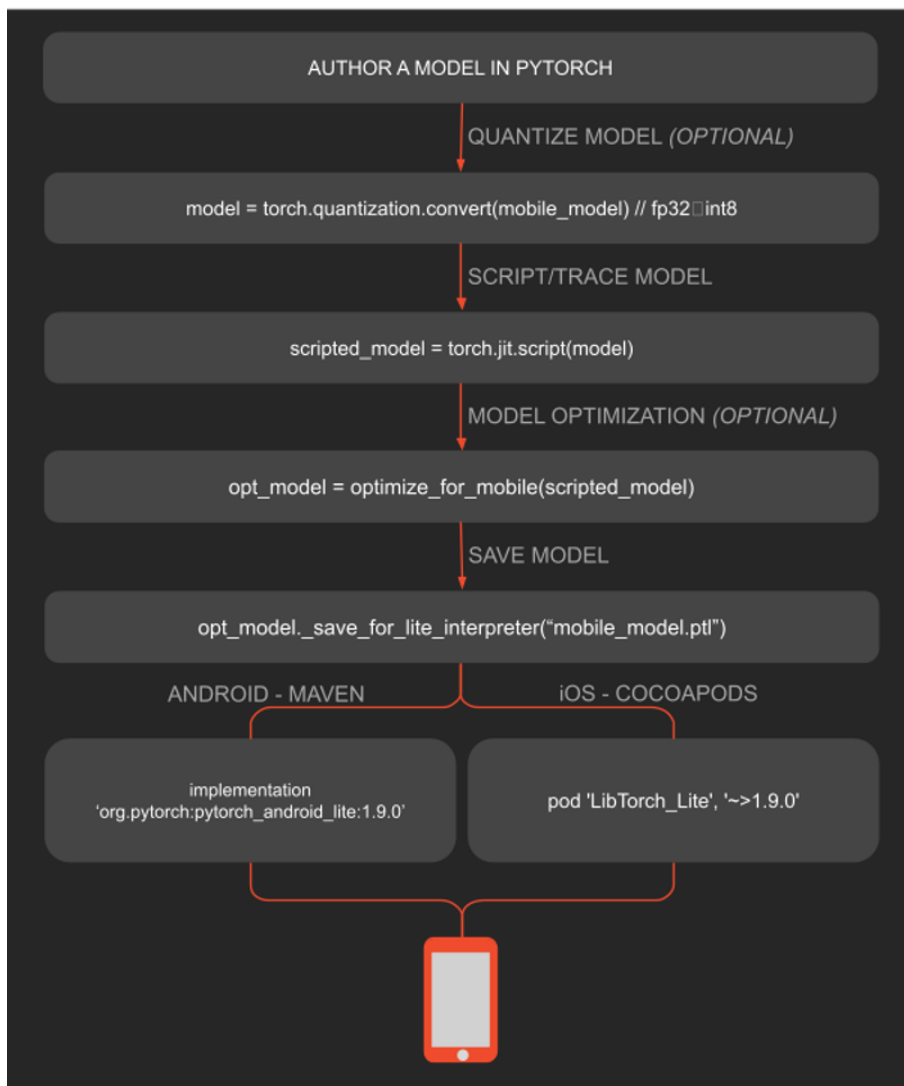 AUTHOR A MODEL IN PYTORCH
QUANTIZE MODEL (OPTIONAL)
model = torch.quantization.convert(mobile_model) // fp32□int8
SCRIPT/TRACE MODEL
scripted_model = torch.jit.script(model)
MODEL OPTIMIZATION (OPTIONAL)
opt_model = optimize_for_mobile(scripted_model)
SAVE MODEL
opt_model._save_for_lite_interpreter(“mobile_model.ptl”)
ANDROID - MAVEN
iOS - COCOAPODS
implementation
‘org.pytorch:pytorch_android_lite:1.9.0’
pod 'LibTorch_Lite', '~>1.9.0'